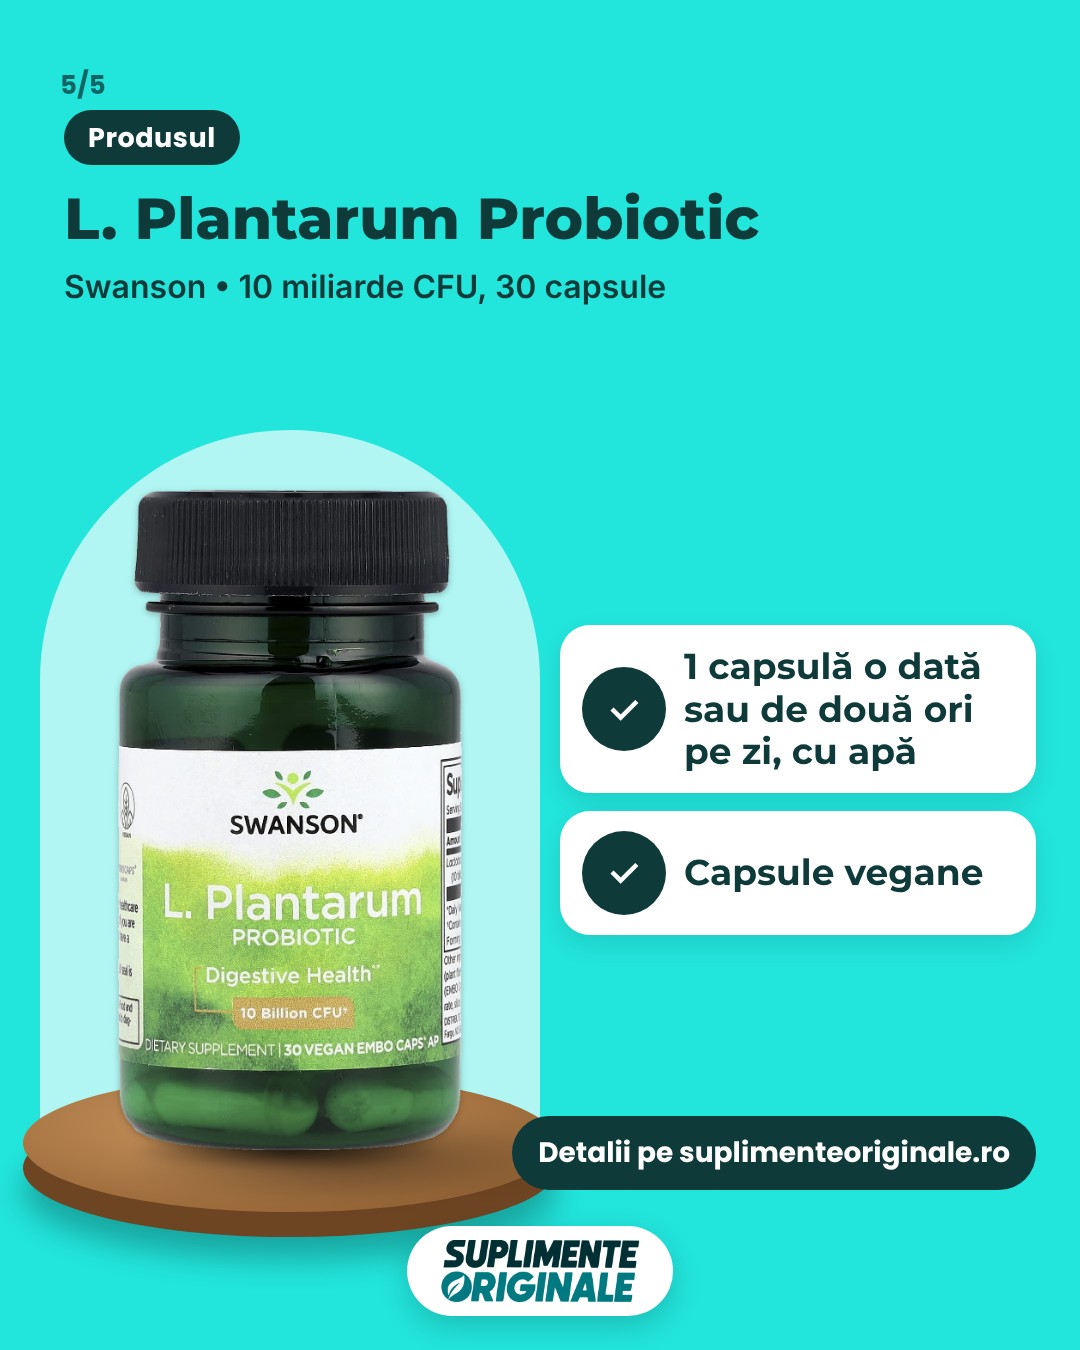 5/5
Produsul
L. Plantarum Probiotic
Swanson • 10 miliarde CFU, 30 capsule
1 capsulă o dată
sau de două ori
pe zi, cu apă
Capsule vegane
SWANSON
L. Plantarum
PROBIOTIC
Digestive Health**
10 Billion CFU*
DIETARY SUPPLEMENT | 30 VEGAN EMBO CAPS® AP
Detalii pe suplimenteoriginale.ro
SUPLIMENTE
ORIGINALE